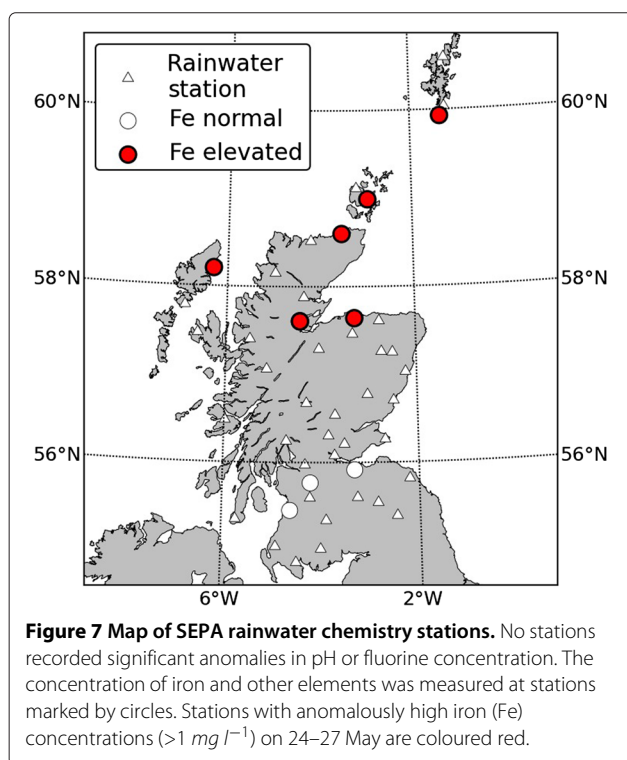 Rainwater
station
Fe normal
Fe elevated
60°N 60°N
58°N 58°N
56°N 56°N
6°W 2°W
Figure 7 Map of SEPA rainwater chemistry stations. No stations
recorded significant anomalies in pH or fluorine concentration. The
concentration of iron and other elements was measured at stations
marked by circles. Stations with anomalously high iron (Fe)
concentrations (>1 mg l⁻¹) on 24–27 May are coloured red.